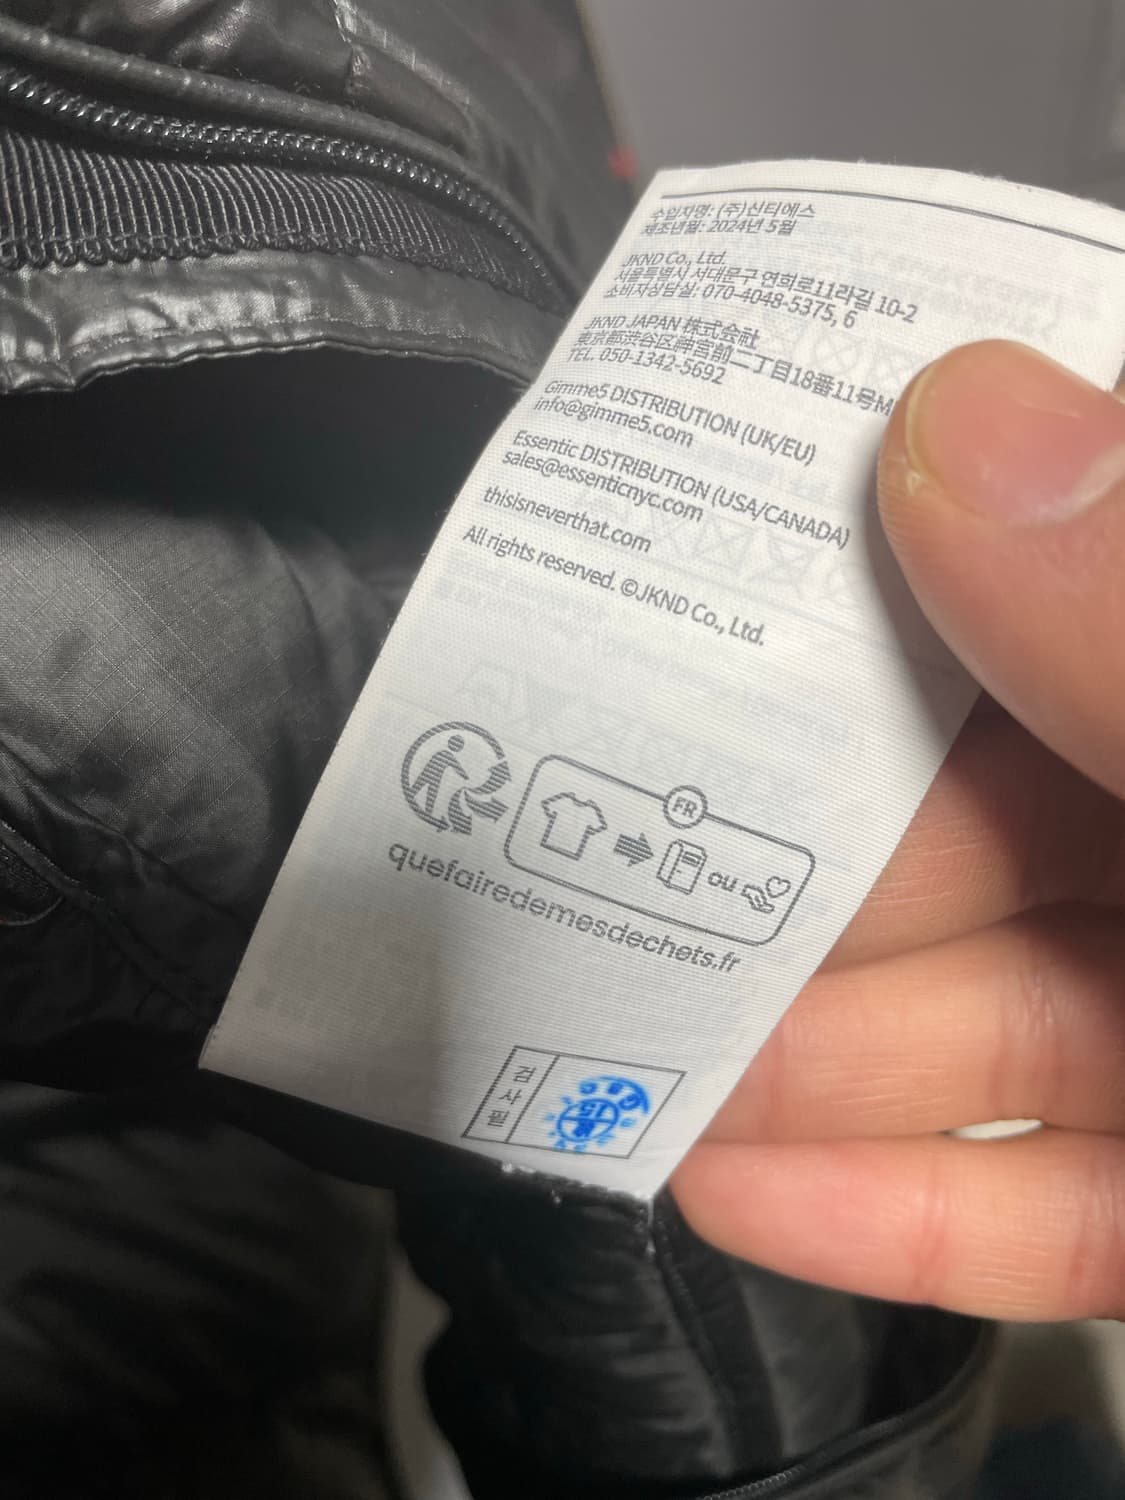 수입자명: (주)신티에스
제조년월: 2024년 5월
JKND Co., Ltd.
서울특별시 서대문구 연희로11라길 10-2
소비자상담실: 070-4048-5375, 6
JKND JAPAN 株式会社
東京都渋谷区神宮前二丁目18番11号
TEL. 050-1342-5692
Gimme5 DISTRIBUTION (UK/EU)
info@gimme5.com
Essentic DISTRIBUTION (USA/CANADA)
sales@essenticnyc.com
thisisneverthat.com
All rights reserved. ©JKND Co., Ltd.
FR
ou
quefairedemesdechets.fr
검사필
15